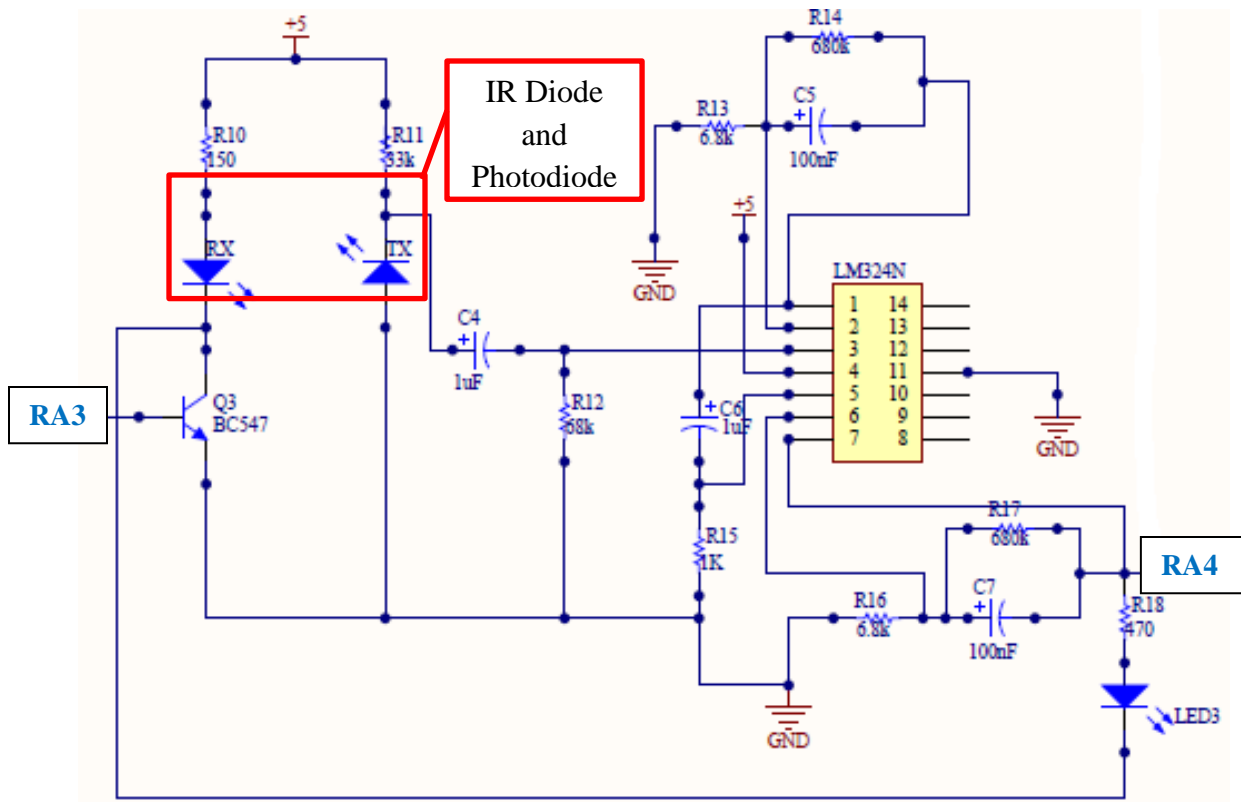 +5
R14
680k
IR Diode
and
Photodiode
C5
+
100nF
R13
6.8k
R10
150
R11
33k
+5
RX
TX
GND
LM324N
1 14
2 13
3 12
4 11
5 10
6 9
7 8
C4
+
1uF
RA3
Q3
BC547
R12
68k
C6
+
1uF
GND
R17
680k
R15
1K
RA4
C7
+
100nF
R16
6.8k
R18
470
LED3
GND